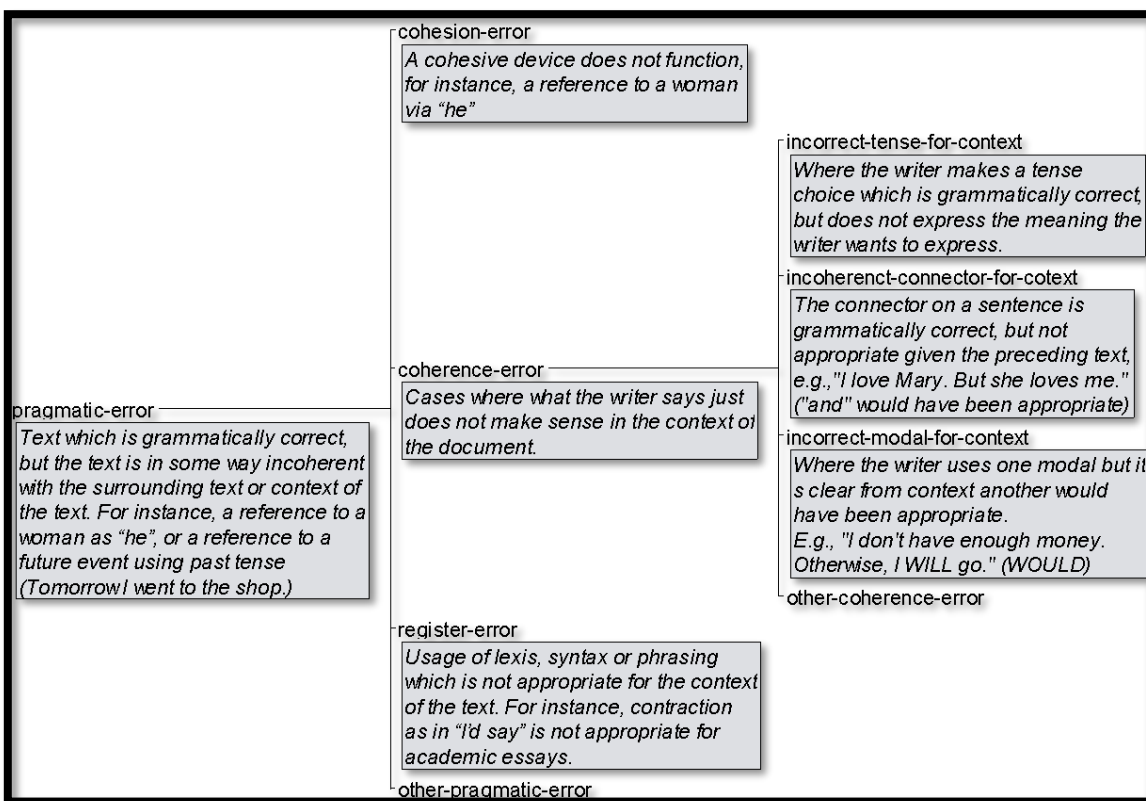 pragmatic-error
Text which is grammatically correct,
but the text is in some way incoherent
with the surrounding text or context of
the text. For instance, a reference to a
woman as “he”, or a reference to a
future event using past tense
(Tomorrow I went to the shop.)
cohesion-error
A cohesive device does not function,
for instance, a reference to a woman
via “he”
coherence-error
Cases where what the writer says just
does not make sense in the context of
the document.
incorrect-tense-for-context
Where the writer makes a tense
choice which is grammatically correct,
but does not express the meaning the
writer wants to express.
incoherenct-connector-for-cotext
The connector on a sentence is
grammatically correct, but not
appropriate given the preceding text,
e.g.,"I love Mary. But she loves me."
("and" would have been appropriate)
incorrect-modal-for-context
Where the writer uses one modal but it
s clear from context another would
have been appropriate.
E.g., "I don't have enough money.
Otherwise, I WILL go." (WOULD)
other-coherence-error
register-error
Usage of lexis, syntax or phrasing
which is not appropriate for the context
of the text. For instance, contraction
as in “I’d say” is not appropriate for
academic essays.
other-pragmatic-error